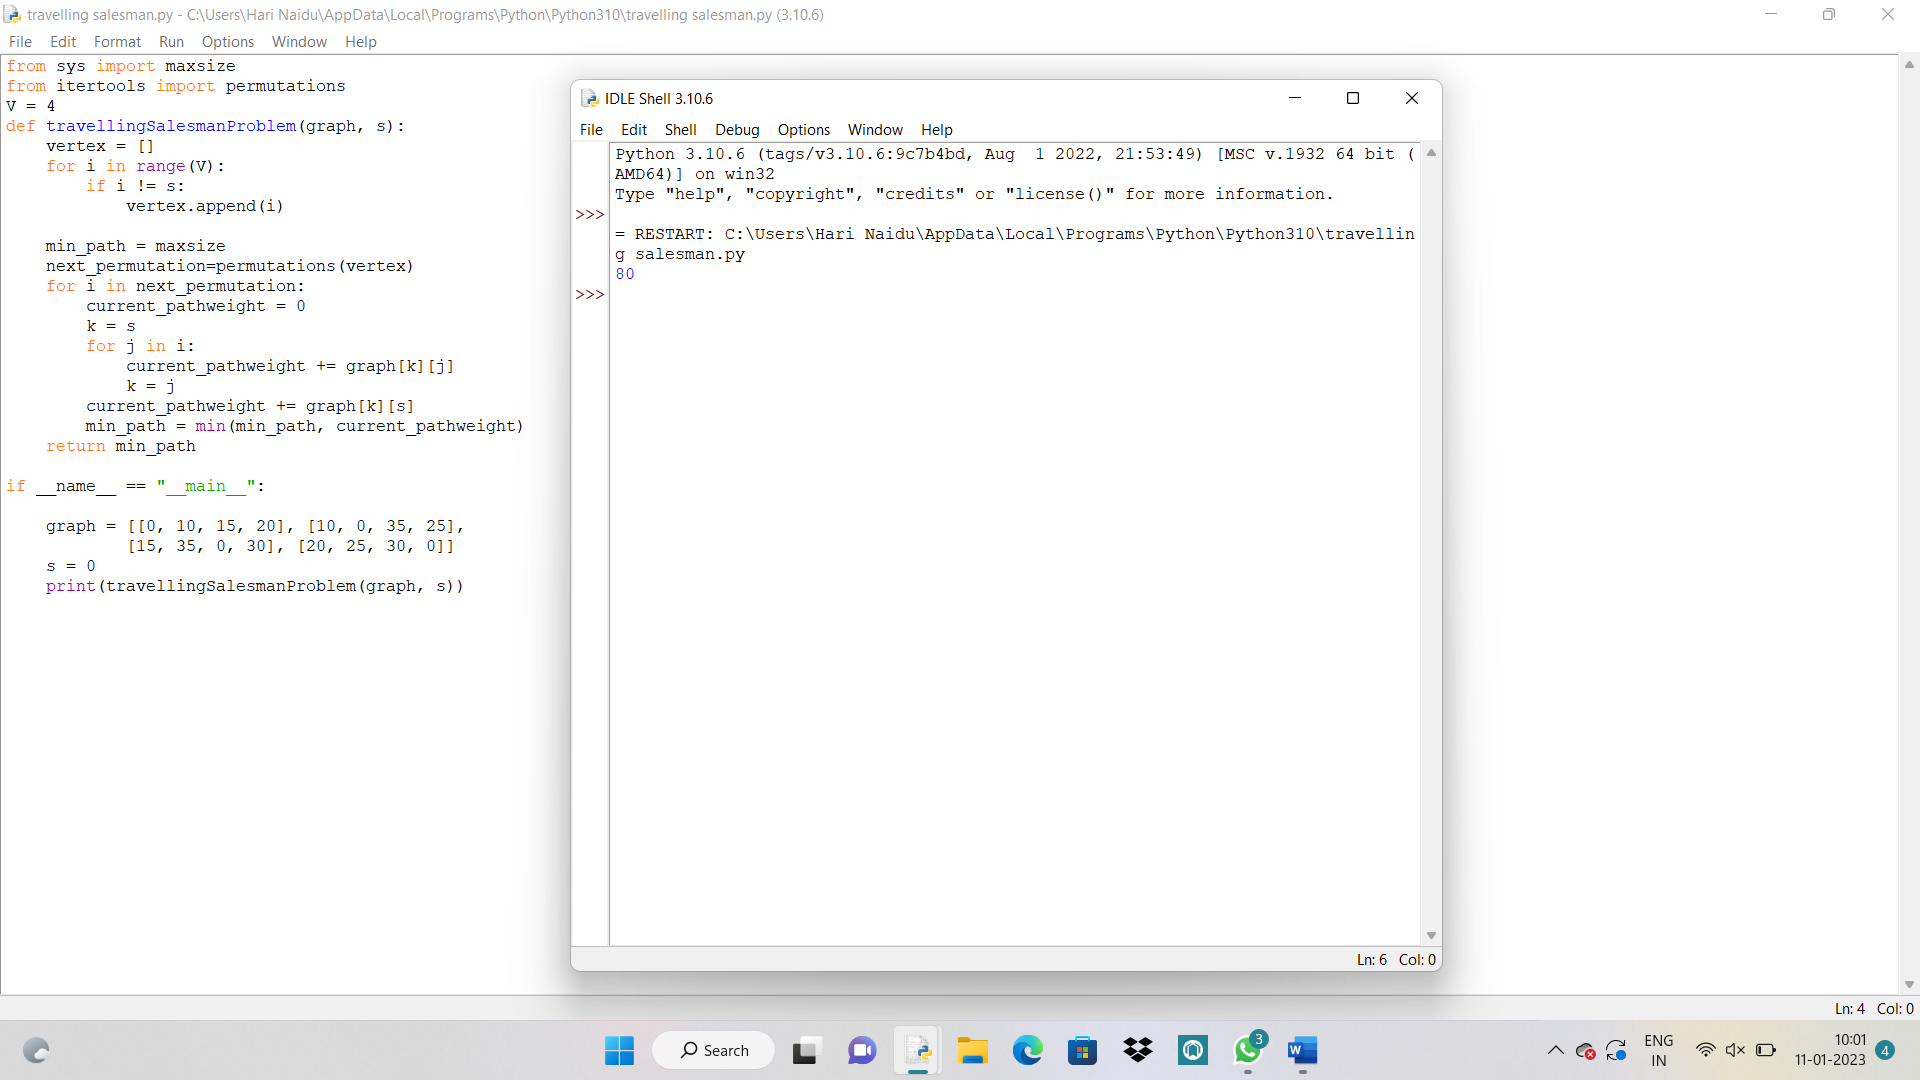 travelling salesman.py - C:\Users\Hari Naidu\AppData\Local\Programs\Python\Python310\travelling salesman.py (3.10.6)
File Edit Format Run Options Window Help
from sys import maxsize
from itertools import permutations
V = 4
def travellingSalesmanProblem(graph, s):
    vertex = []
    for i in range(V):
        if i != s:
            vertex.append(i)
    min_path = maxsize
    next_permutation=permutations(vertex)
    for i in next_permutation:
        current_pathweight = 0
        k = s
        for j in i:
            current_pathweight += graph[k][j]
            k = j
        current_pathweight += graph[k][s]
        min_path = min(min_path, current_pathweight)
    return min_path
if __name__ == "__main__":
    graph = [[0, 10, 15, 20], [10, 0, 35, 25],
            [15, 35, 0, 30], [20, 25, 30, 0]]
    s = 0
    print(travellingSalesmanProblem(graph, s))
IDLE Shell 3.10.6
File Edit Shell Debug Options Window Help
Python 3.10.6 (tags/v3.10.6:9c7b4bd, Aug  1 2022, 21:53:49) [MSC v.1932 64 bit (
AMD64)] on win32
Type "help", "copyright", "credits" or "license()" for more information.
>>>
= RESTART: C:\Users\Hari Naidu\AppData\Local\Programs\Python\Python310\travellin
g salesman.py
80
>>>
Ln: 6 Col: 0
Ln: 4 Col: 0
Search
W
3
ENG
IN
10:01
11-01-2023
4